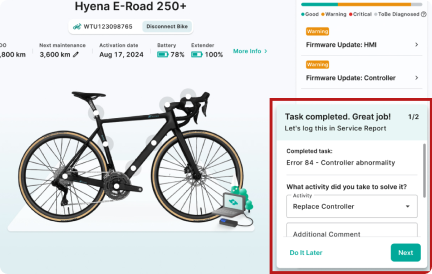 Hyena E-Road 250+
WTU123098765
Disconnect Bike
ODO
,800 km
Next maintenance
3,600 km
Activation date
Aug 17, 2024
Battery
78%
Extender
100%
More Info >
Good
Warning
Critical
ToBe Diagnosed
Warning
Firmware Update: HMI
Warning
Firmware Update: Controller
Task completed. Great job!
1/2
Let's log this in Service Report
Completed task:
Error 84 - Controller abnormality
What activity did you take to solve it?
Activity
Replace Controller
Additional Comment
Do It Later
Next